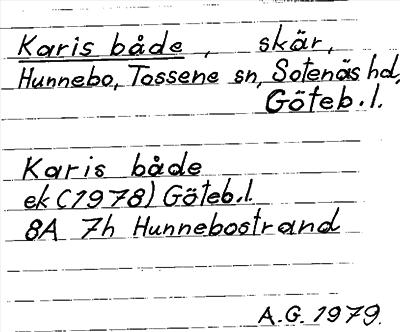 Karis både, skär,
Hunnebo, Tossene sn, Sotenäs hd,
Göteb.l.
Karis både
ek (1978) Göteb.l.
8A 7h Hunnebostrand
A.G. 1979.